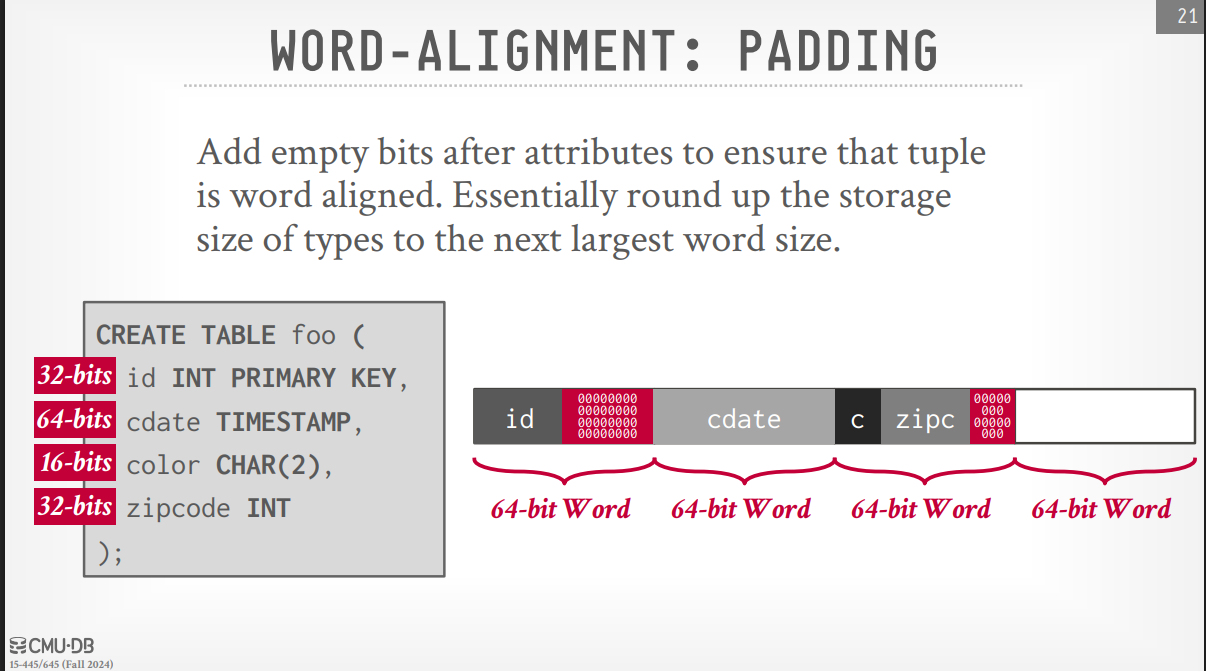 21
WORD-ALIGNMENT: PADDING
Add empty bits after attributes to ensure that tuple
is word aligned. Essentially round up the storage
size of types to the next largest word size.
CREATE TABLE foo (
32-bits id INT PRIMARY KEY,
64-bits cdate TIMESTAMP,
16-bits color CHAR(2),
32-bits zipcode INT
);
id
00000000
00000000
00000000
00000000
cdate
c
zipc
00000
000
00000
000
64-bit Word
64-bit Word
64-bit Word
64-bit Word
CMU·DB
15-445/645 (Fall 2024)